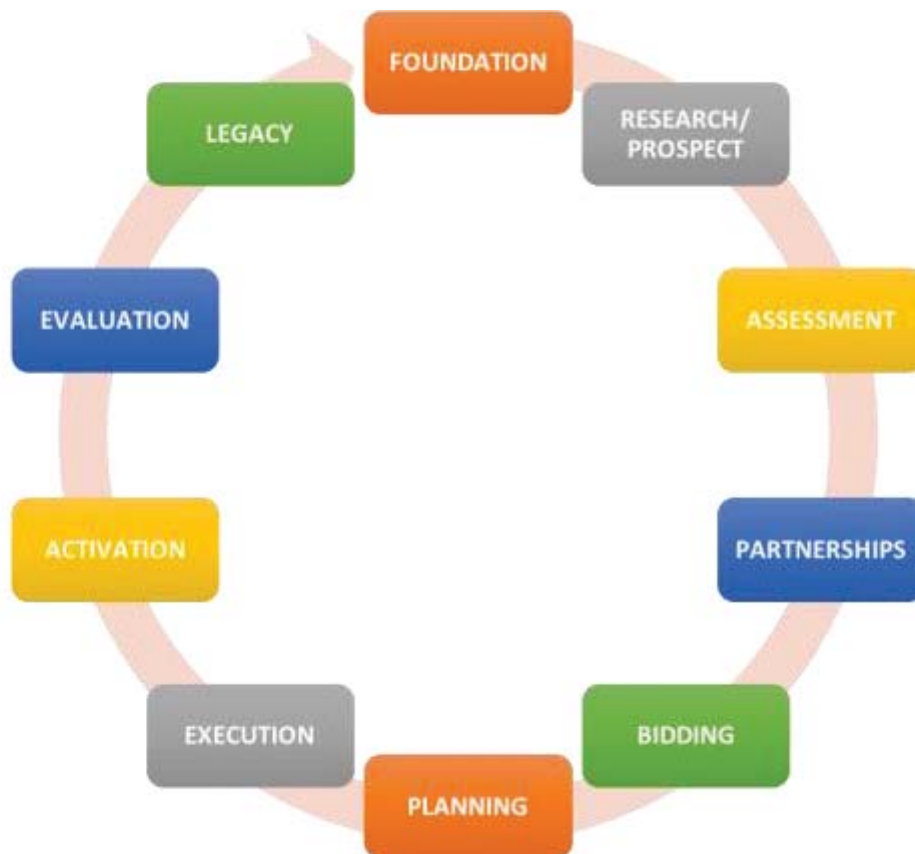 FOUNDATION
RESEARCH/
PROSPECT
ASSESSMENT
PARTNERSHIPS
BIDDING
PLANNING
EXECUTION
ACTIVATION
EVALUATION
LEGACY